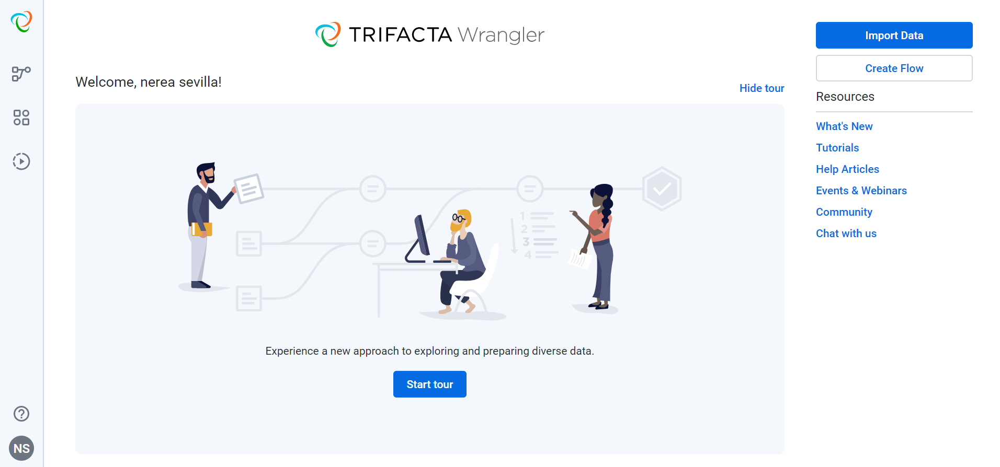 TRIFACTA Wrangler
Welcome, nerea sevilla!
Hide tour
1
2
3
4
Experience a new approach to exploring and preparing diverse data.
Start tour
Import Data
Create Flow
Resources
What's New
Tutorials
Help Articles
Events & Webinars
Community
Chat with us
?
NS